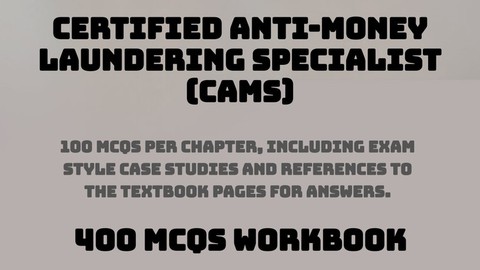 CERTIFIED ANTI-MONEY
LAUNDERING SPECIALIST
(CAMS)
100 MCQS PER CHAPTER, INCLUDING EXAM
STYLE CASE STUDIES AND REFERENCES TO
THE TEXTBOOK PAGES FOR ANSWERS.
400 MCQS WORKBOOK